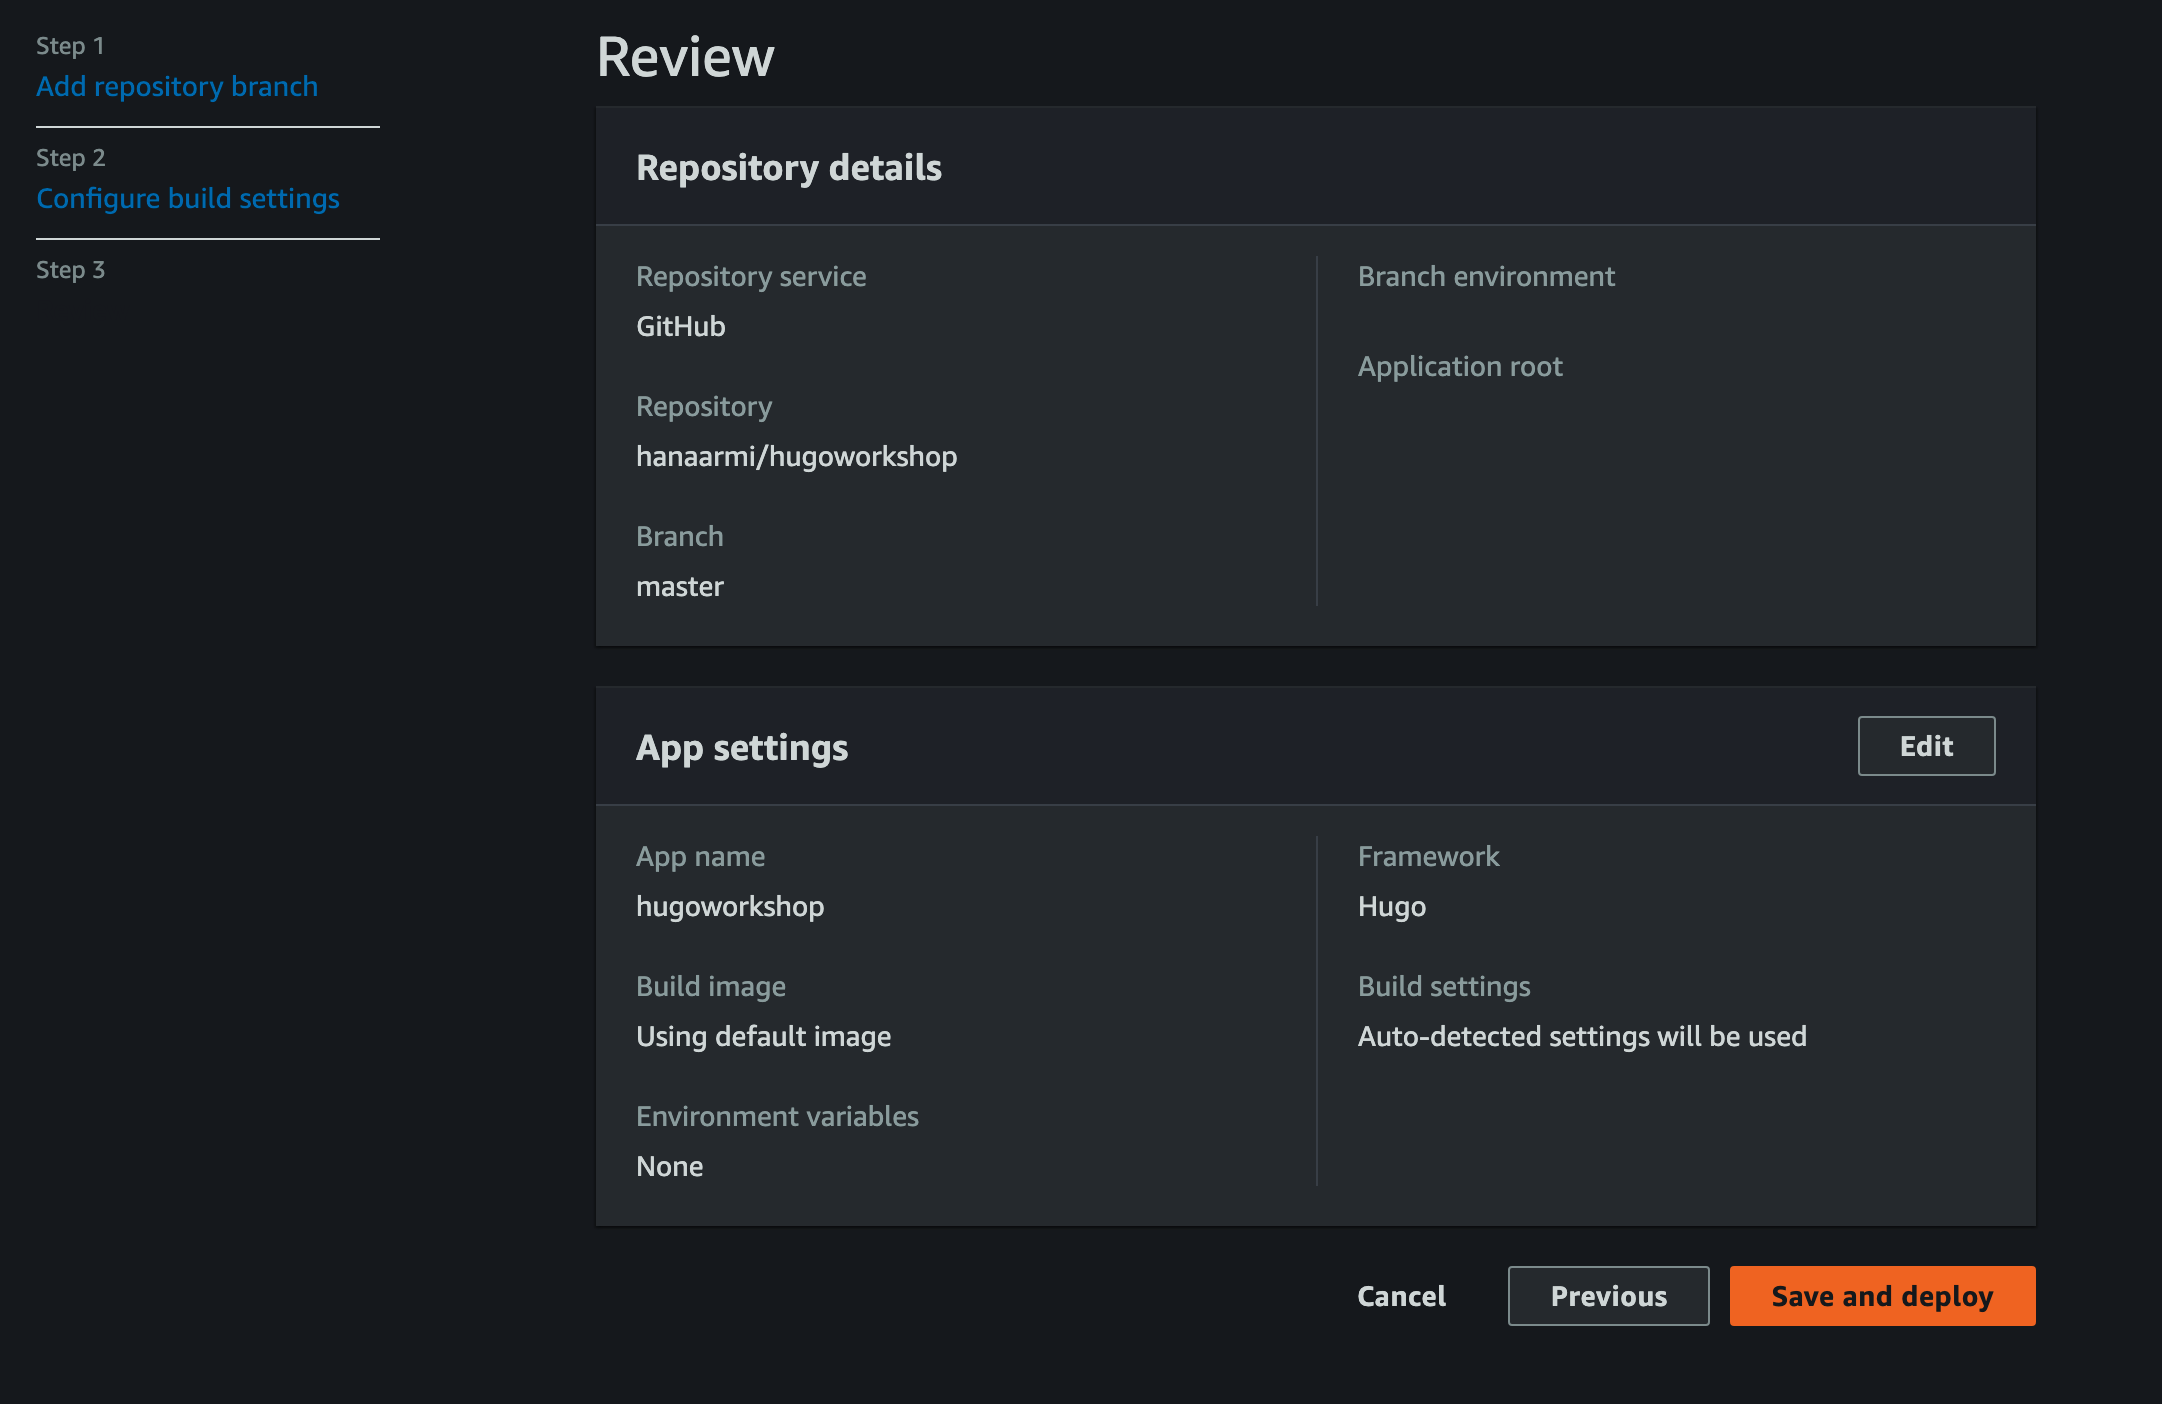 Step 1
Add repository branch
Step 2
Configure build settings
Step 3
Review
Repository details
Repository service
GitHub
Repository
hanaarmi/hugoworkshop
Branch
master
Branch environment
Application root
App settings
Edit
App name
hugoworkshop
Build image
Using default image
Environment variables
None
Framework
Hugo
Build settings
Auto-detected settings will be used
Cancel
Previous
Save and deploy